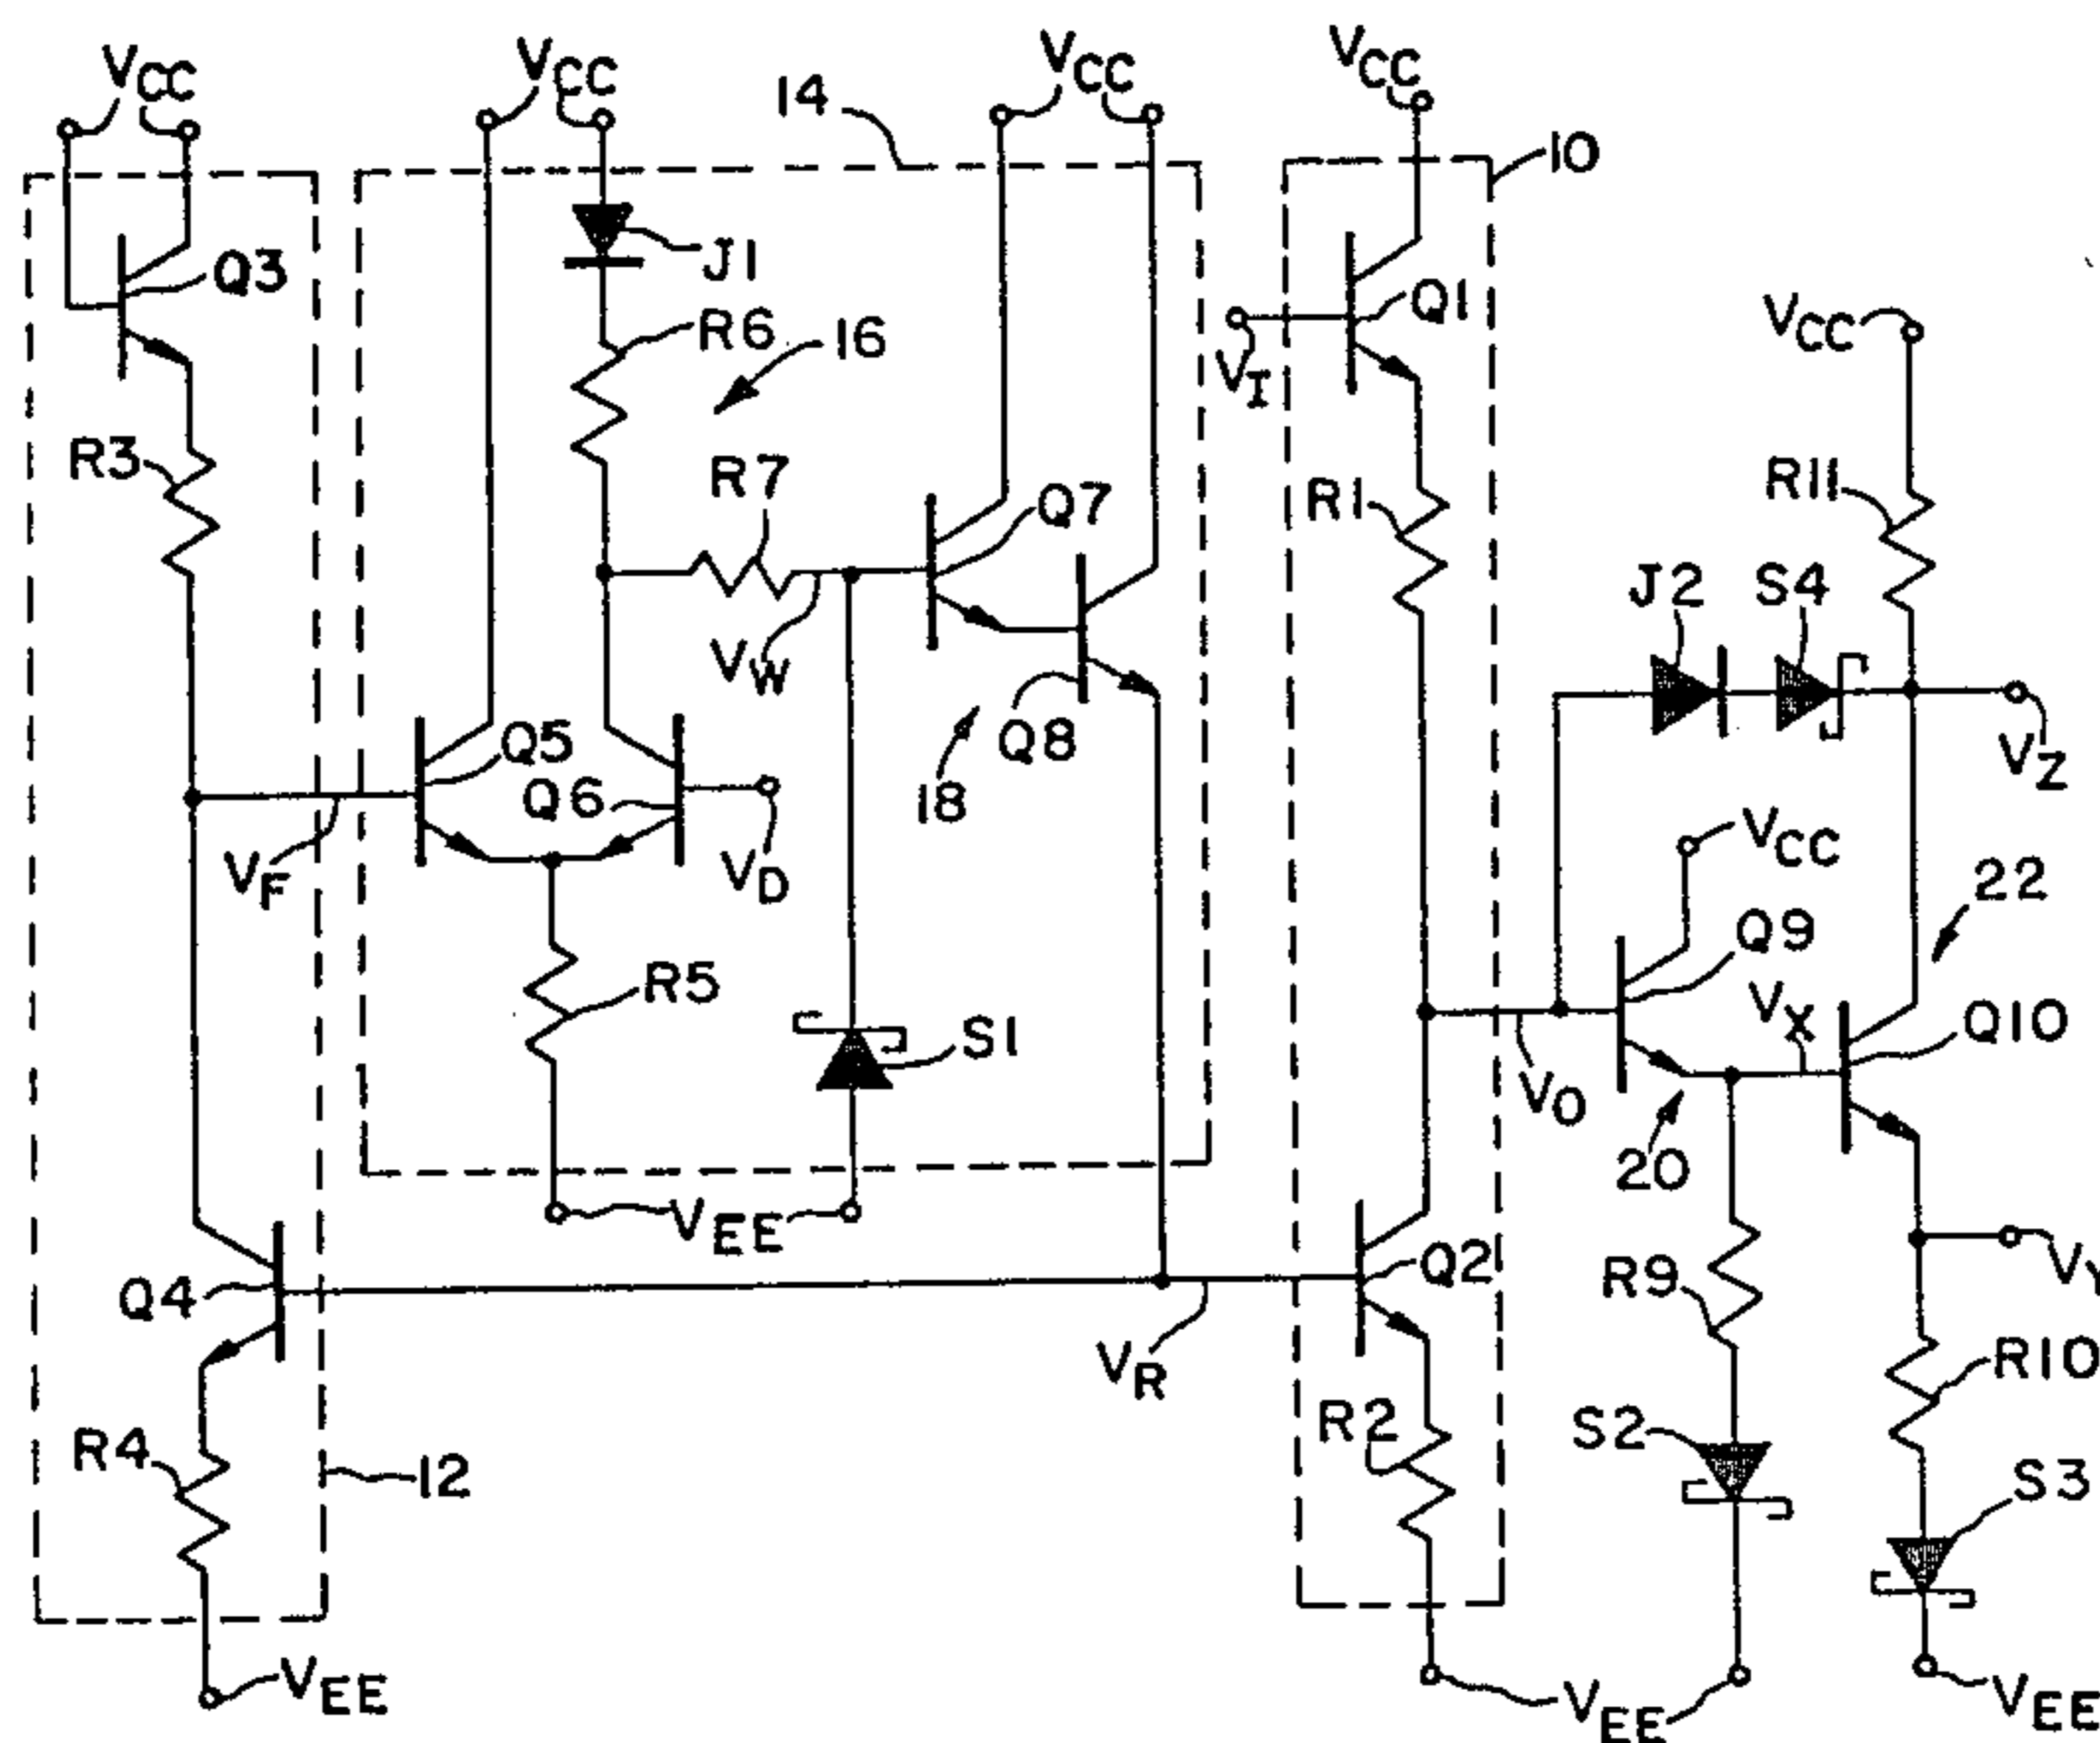 VCC
VCC
VCC
VCC
14
10
Q3
J1
Q1
R6
16
VI
VCC
R3
R7
Q7
R1
R11
J2
S4
VW
Q5
Q8
VZ
Q6
18
VCC
VF
VD
22
Q9
R5
VX
Q10
S1
VO
20
VEE
Q4
Q2
VY
R9
VR
R10
R2
R4
S2
12
S3
VEE
VEE
VEE